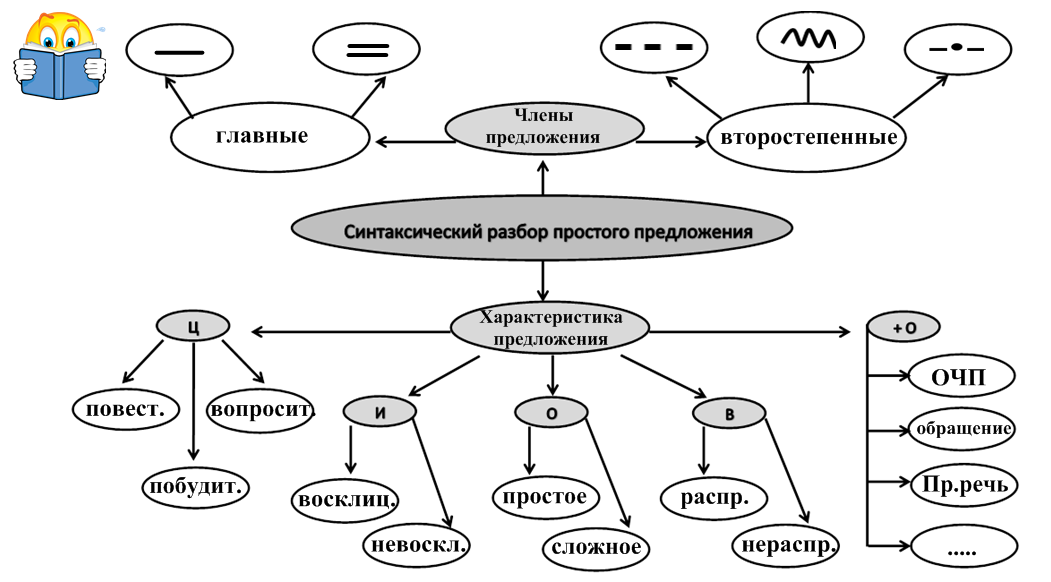 Члены
предложения
главные
второстепенные
Синтаксический разбор простого предложения
Характеристика
предложения
Ц
+ О
повест.
вопросит.
побудит.
И
О
В
восклиц.
невоскл.
простое
сложное
распр.
нераспр.
ОЧП
обращение
Пр.речь
.....